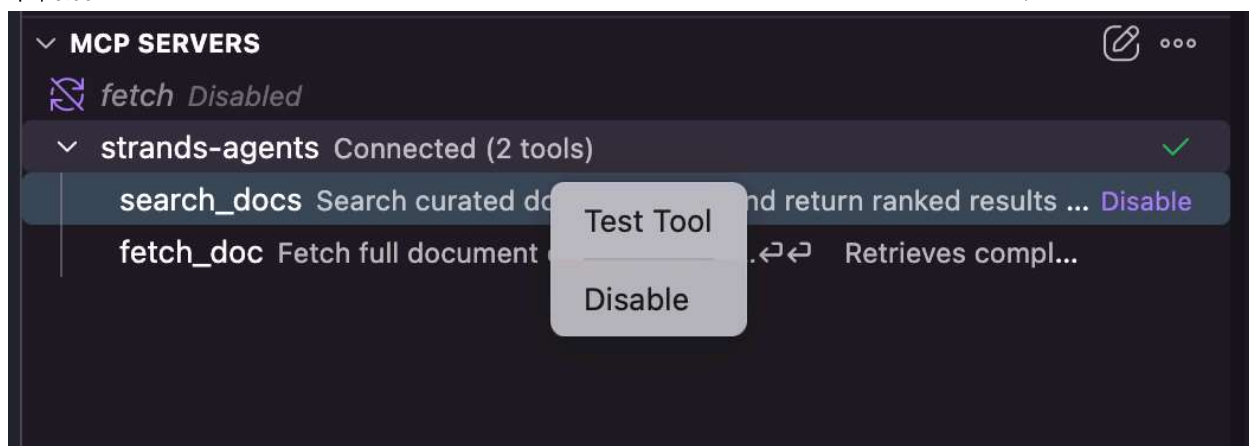 MCP SERVERS
fetch Disabled
strands-agents Connected (2 tools)
search_docs Search curated nd return ranked results ... Disable
fetch_doc Fetch full document .↩↩ Retrieves compl...
Test Tool
Disable